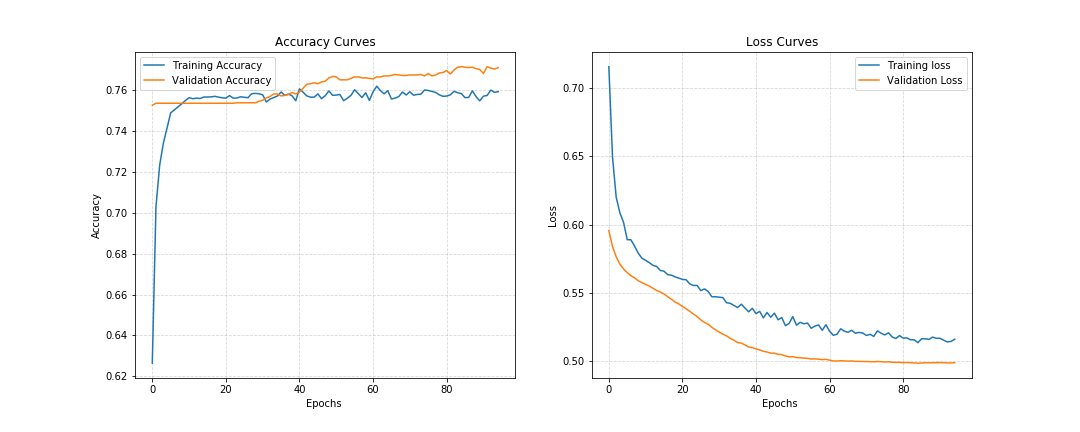 Accuracy Curves
Training Accuracy
Validation Accuracy
0.76
0.74
0.72
0.70
0.68
0.66
0.64
0.62
Accuracy
0 20 40 60 80
Epochs
Loss Curves
Training loss
Validation Loss
0.70
0.65
0.60
0.55
0.50
Loss
0 20 40 60 80
Epochs